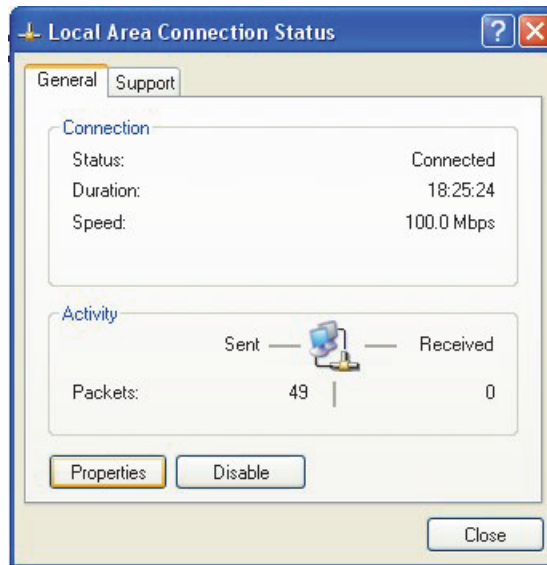 Local Area Connection Status
General Support
Connection
Status: Connected
Duration: 18:25:24
Speed: 100.0 Mbps
Activity
Sent Received
Packets: 49 0
Properties Disable
Close